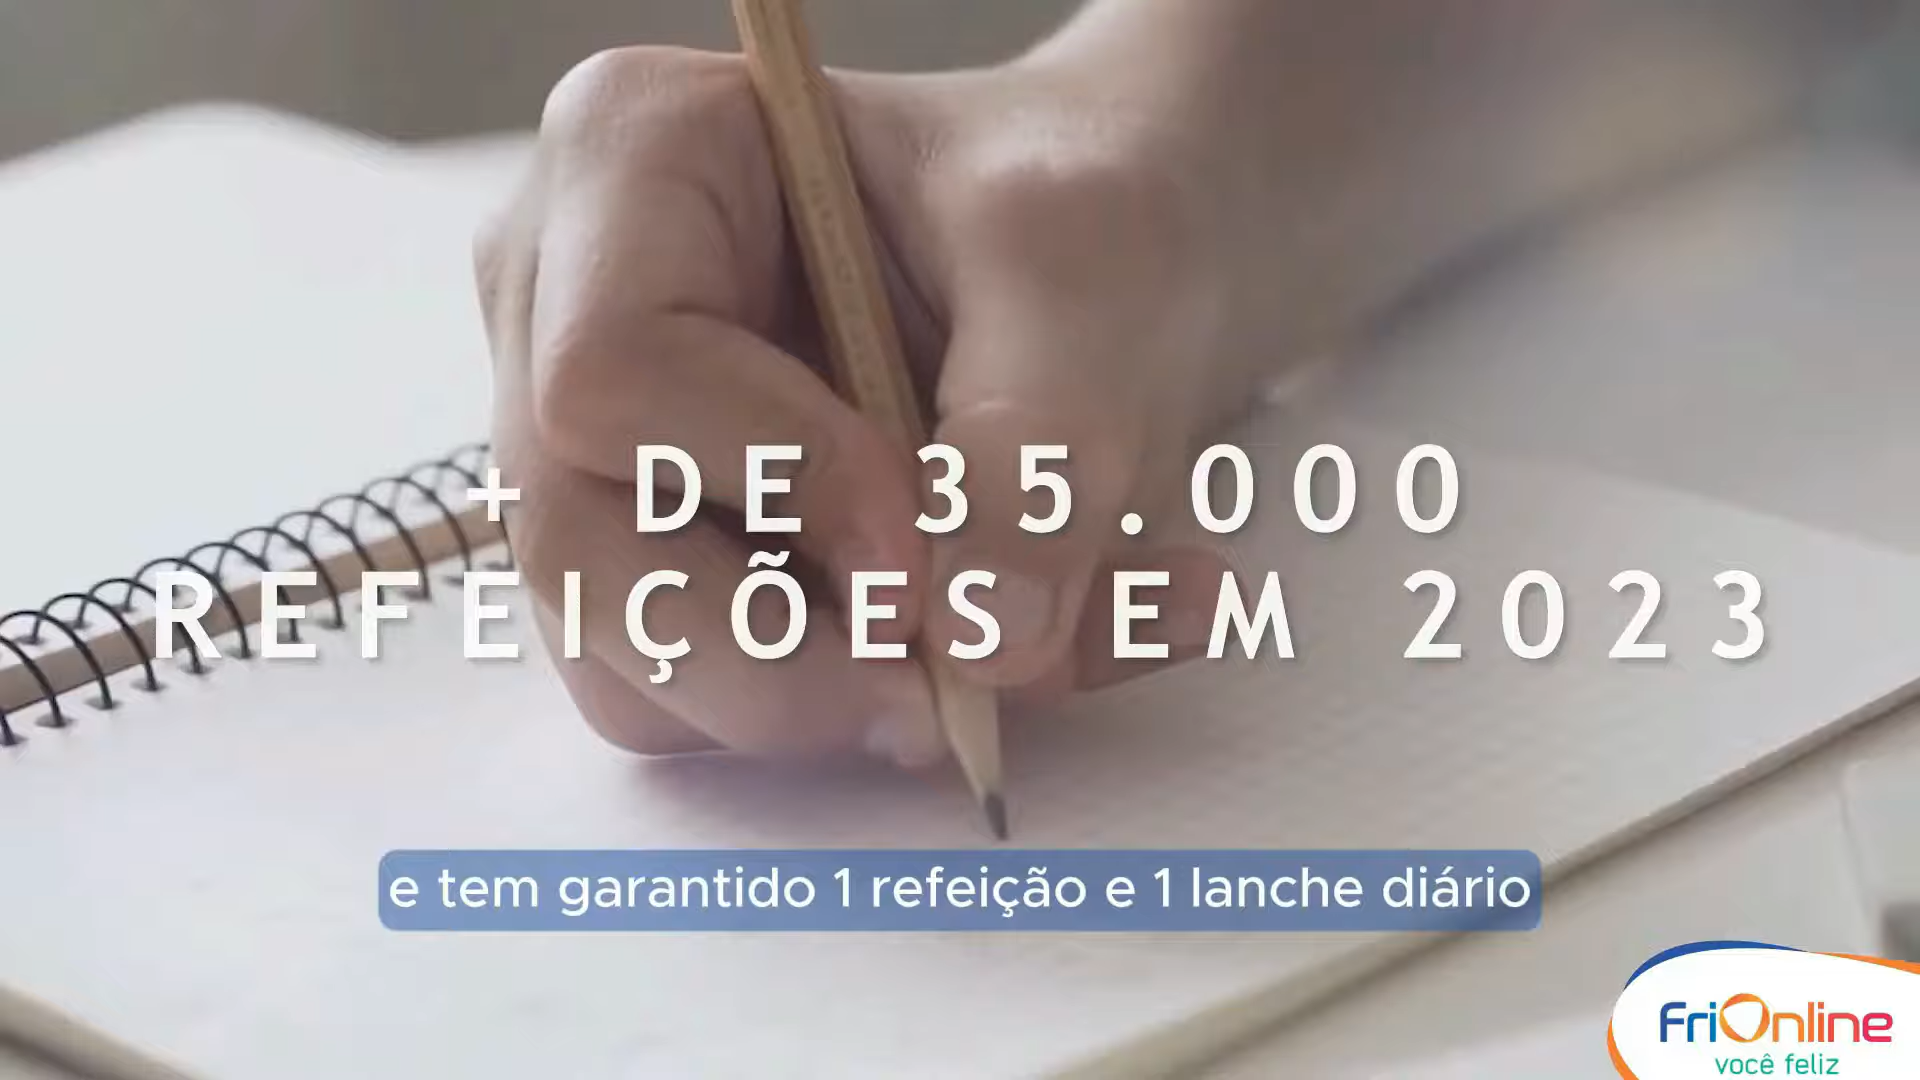 + DE 35.000
REFEIÇÕES EM 2023
e tem garantido 1 refeição e 1 lanche diário
FriOnline
você feliz